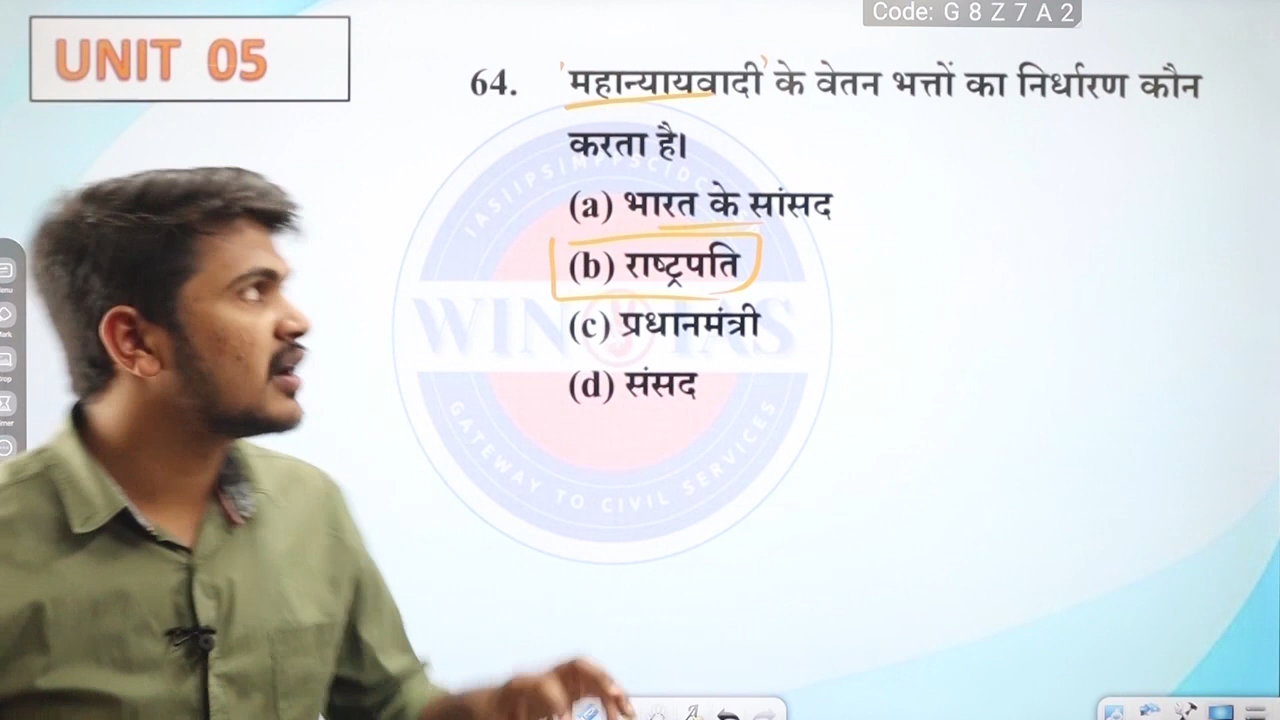 Code: G 8 Z 7 A 2
UNIT 05
64. 'महान्यायवादी' के वेतन भत्तों का निर्धारण कौन
करता है।
(a) भारत के सांसद
(b) राष्ट्रपति
(c) प्रधानमंत्री
(d) संसद
WIN IAS
GATEWAY TO CIVIL SERVICES